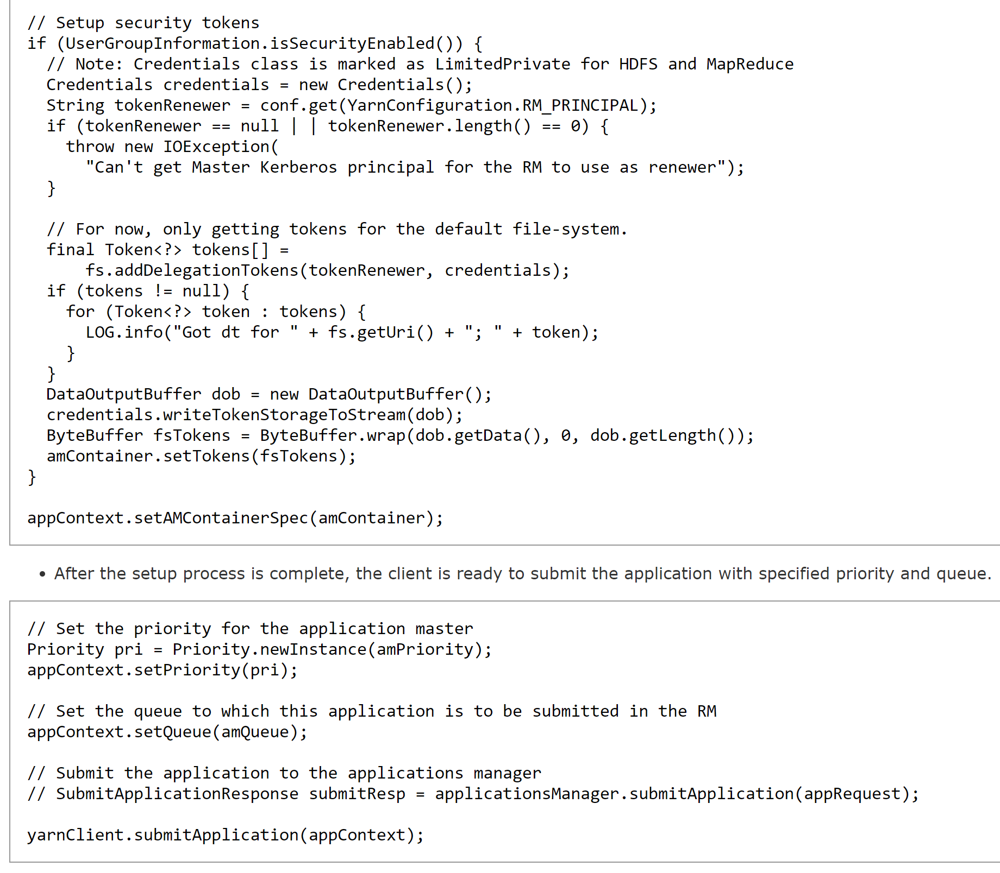 // Setup security tokens
if (UserGroupInformation.isSecurityEnabled()) {
  // Note: Credentials class is marked as LimitedPrivate for HDFS and MapReduce
  Credentials credentials = new Credentials();
  String tokenRenewer = conf.get(YarnConfiguration.RM_PRINCIPAL);
  if (tokenRenewer == null | | tokenRenewer.length() == 0) {
    throw new IOException(
      "Can't get Master Kerberos principal for the RM to use as renewer");
  }

  // For now, only getting tokens for the default file-system.
  final Token<?> tokens[] =
      fs.addDelegationTokens(tokenRenewer, credentials);
  if (tokens != null) {
    for (Token<?> token : tokens) {
      LOG.info("Got dt for " + fs.getUri() + "; " + token);
    }
  }
  DataOutputBuffer dob = new DataOutputBuffer();
  credentials.writeTokenStorageToStream(dob);
  ByteBuffer fsTokens = ByteBuffer.wrap(dob.getData(), 0, dob.getLength());
  amContainer.setTokens(fsTokens);
}

appContext.setAMContainerSpec(amContainer);

• After the setup process is complete, the client is ready to submit the application with specified priority and queue.

// Set the priority for the application master
Priority pri = Priority.newInstance(amPriority);
appContext.setPriority(pri);

// Set the queue to which this application is to be submitted in the RM
appContext.setQueue(amQueue);

// Submit the application to the applications manager
// SubmitApplicationResponse submitResp = applicationsManager.submitApplication(appRequest);

yarnClient.submitApplication(appContext);